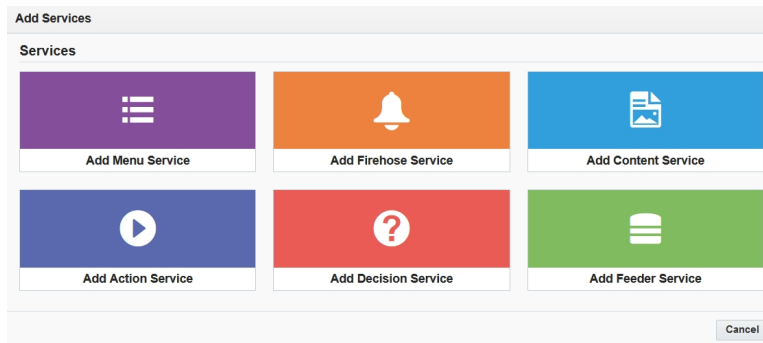 Add Services
Services
Add Menu Service
Add Firehose Service
Add Content Service
Add Action Service
Add Decision Service
Add Feeder Service
Cancel